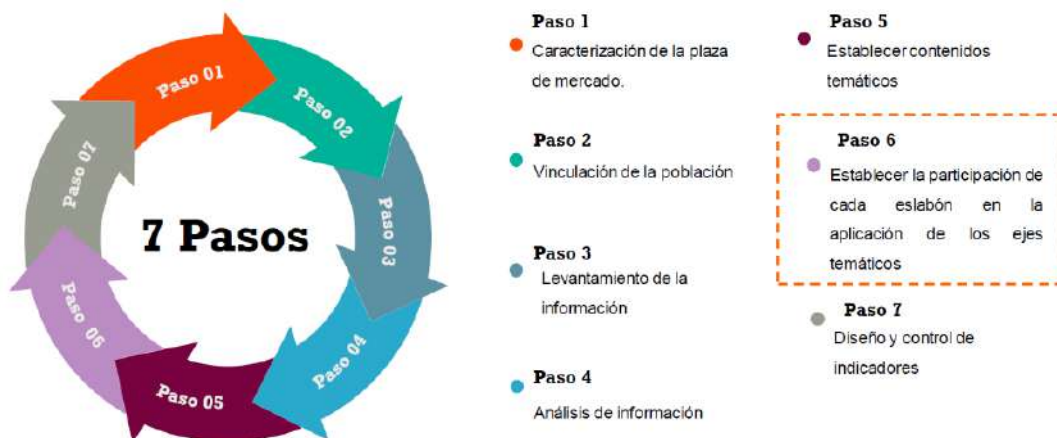 Paso 01
Paso 02
Paso 03
Paso 04
Paso 05
Paso 06
Paso 07
7 Pasos
Paso 1
Caracterización de la plaza
de mercado.
Paso 2
Vinculación de la población
Paso 3
Levantamiento de la
información
Paso 4
Análisis de información
Paso 5
Establecer contenidos
temáticos
Paso 6
Establecer la participación de
cada eslabón en la
aplicación de los ejes
temáticos
Paso 7
Diseño y control de
indicadores